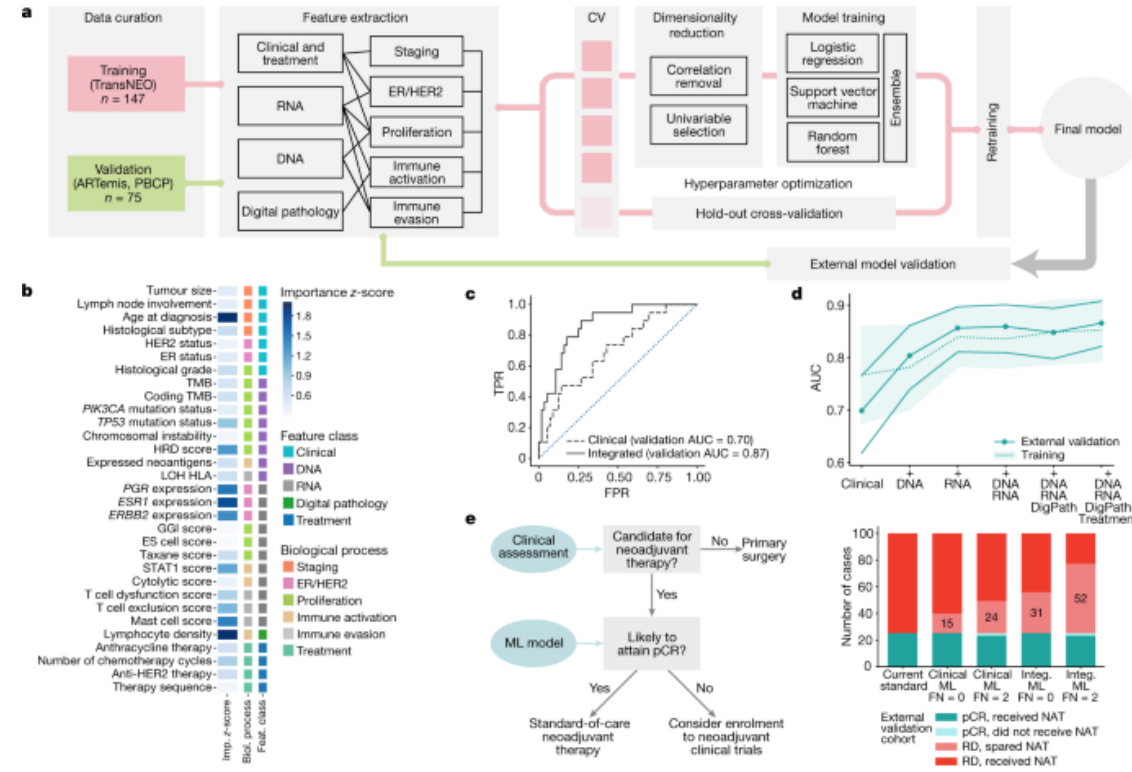 a
Data curation
Feature extraction
CV
Dimensionality
reduction
Model training
Training
(TransNEO)
n = 147
Validation
(ARTemis, PBCP)
n = 75
Clinical and
treatment
RNA
DNA
Digital pathology
Staging
ER/HER2
Proliferation
Immune
activation
Immune
evasion
Correlation
removal
Univariable
selection
Logistic
regression
Support vector
machine
Random
forest
Ensemble
Hyperparameter optimization
Hold-out cross-validation
Retraining
Final model
External model validation
b
Tumour size
Lymph node involvement
Age at diagnosis
Histological subtype
HER2 status
ER status
Histological grade
TMB
Coding TMB
PIK3CA mutation status
TP53 mutation status
Chromosomal instability
HRD score
Expressed neoantigens
LOH HLA
PGR expression
ESR1 expression
ERBB2 expression
GGI score
ES cell score
Taxane score
STAT1 score
Cytolytic score
T cell dysfunction score
T cell exclusion score
Mast cell score
Lymphocyte density
Anthracycline therapy
Number of chemotherapy cycles
Anti-HER2 therapy
Therapy sequence
Imp. z-score
Biol. process
Feat. class
Importance z-score
1.8
1.5
1.2
0.9
0.6
Feature class
Clinical
DNA
RNA
Digital pathology
Treatment
Biological process
Staging
ER/HER2
Proliferation
Immune activation
Immune evasion
Treatment
c
TPR
1.0
0.8
0.6
0.4
0.2
0
Clinical (validation AUC = 0.70)
Integrated (validation AUC = 0.87)
0 0.25 0.50 0.75 1.00
FPR
d
AUC
0.9
0.8
0.7
0.6
External validation
Training
Clinical
+
DNA
+
RNA
+
DNA
RNA
+
DNA
RNA
DigPath
+
DNA
RNA
DigPath
Treatment
e
Clinical
assessment
Candidate for
neoadjuvant
therapy?
No
Primary
surgery
Yes
ML model
Likely to
attain pCR?
Yes
No
Standard-of-care
neoadjuvant
therapy
Consider enrolment
to neoadjuvant
clinical trials
Number of cases
100
80
60
40
20
0
15
24
31
52
Current
standard
Clinical
ML
FN = 0
Clinical
ML
FN = 2
Integ.
ML
FN = 0
Integ.
ML
FN = 2
External
validation
cohort
pCR, received NAT
pCR, did not receive NAT
RD, spared NAT
RD, received NAT